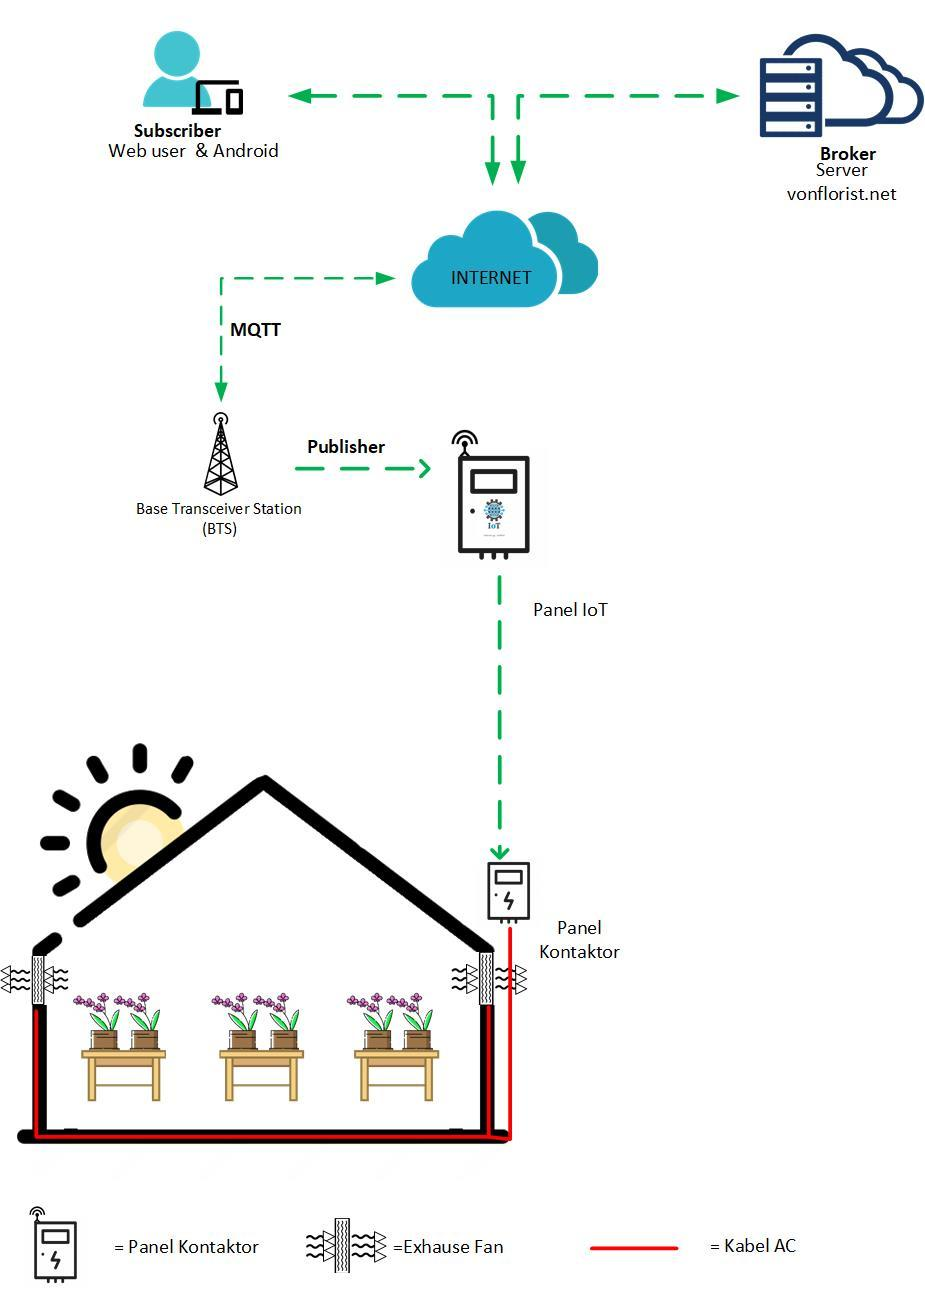 Subscriber
Web user & Android
Broker
Server
vonflorist.net
INTERNET
MQTT
Publisher
Base Transceiver Station
(BTS)
IoT
Panel IoT
Panel
Kontaktor
= Panel Kontaktor
=Exhause Fan
= Kabel AC